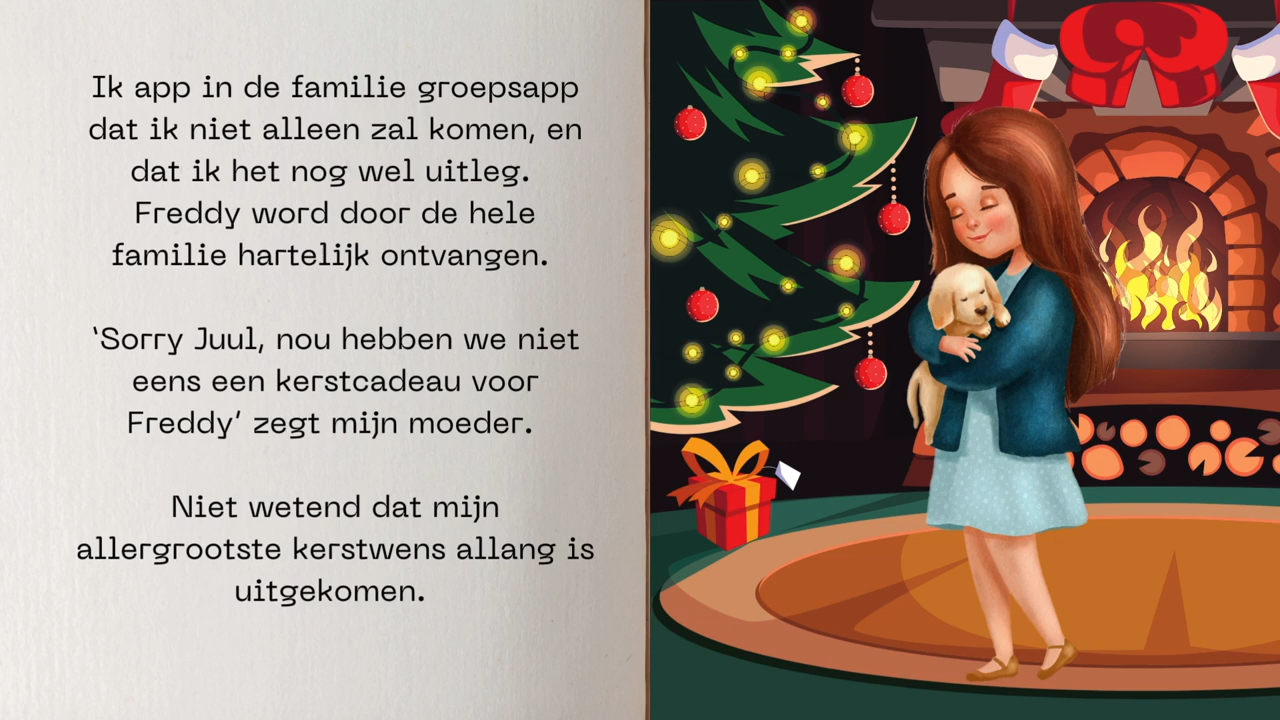 Ik app in de familie groepsapp
dat ik niet alleen zal komen, en
dat ik het nog wel uitleg.
Freddy word door de hele
familie hartelijk ontvangen.
‘Sorry Juul, nou hebben we niet
eens een kerstcadeau voor
Freddy’ zegt mijn moeder.
Niet wetend dat mijn
allergrootste kerstwens allang is
uitgekomen.